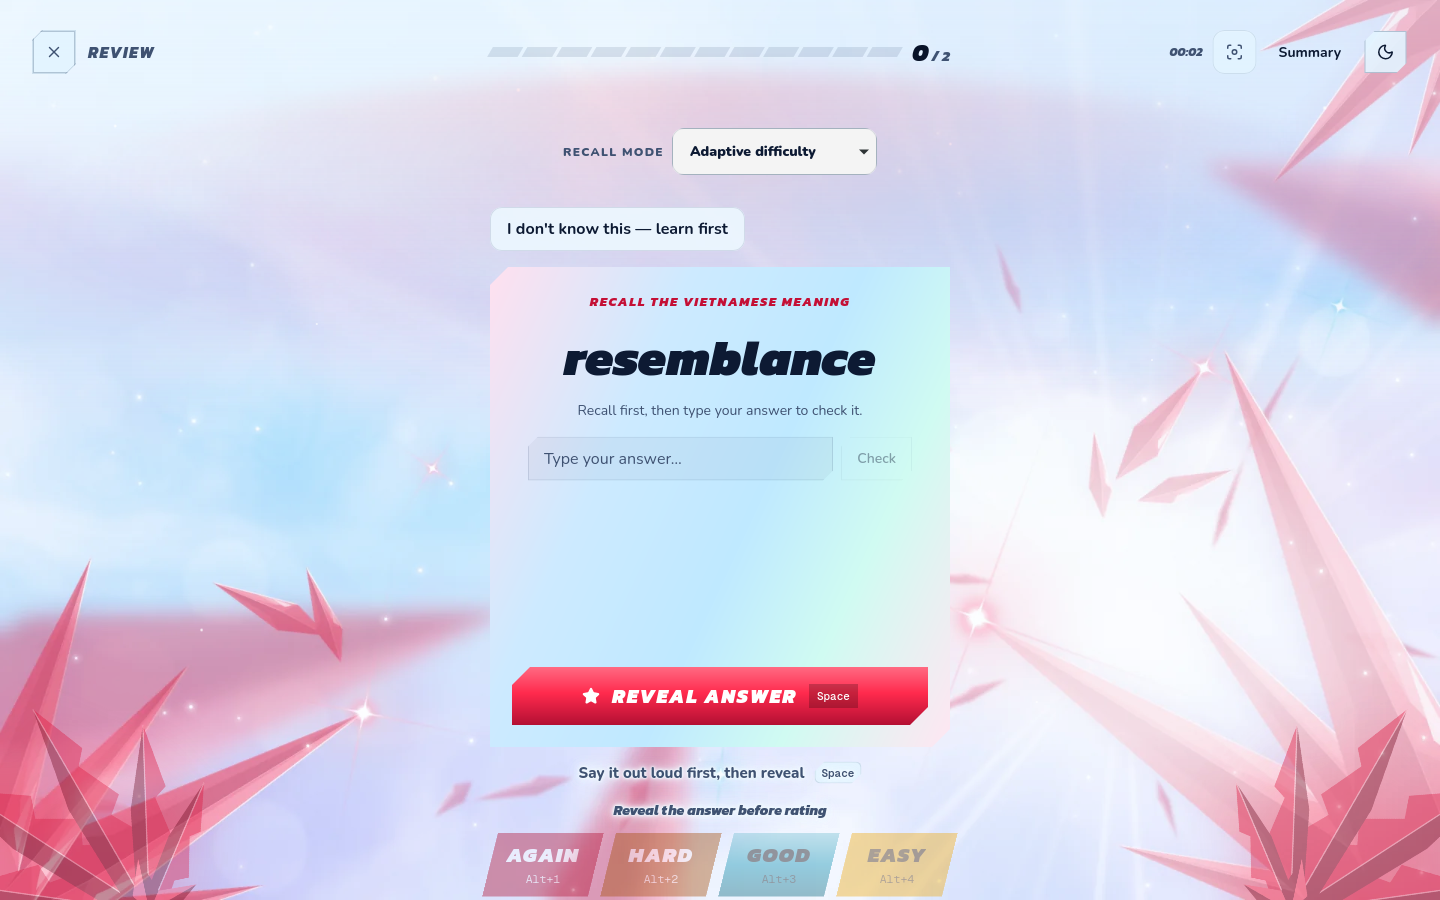 REVIEW
0 / 2
00:02
Summary
RECALL MODE
Adaptive difficulty
I don't know this — learn first
RECALL THE VIETNAMESE MEANING
resemblance
Recall first, then type your answer to check it.
Type your answer...
Check
REVEAL ANSWER Space
Say it out loud first, then reveal Space
Reveal the answer before rating
AGAIN
Alt+1
HARD
Alt+2
GOOD
Alt+3
EASY
Alt+4